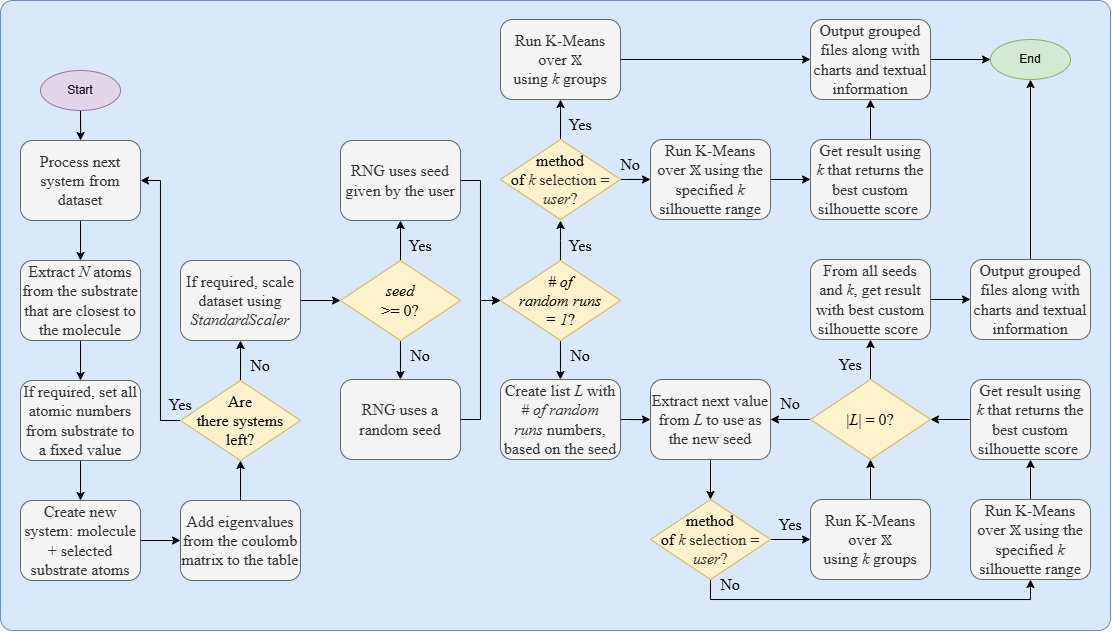 Start
Process next
system from
dataset
Extract N atoms
from the substrate
that are closest to
the molecule
If required, set all
atomic numbers
from substrate to
a fixed value
Create new
system: molecule
+ selected
substrate atoms
Add eigenvalues
from the coulomb
matrix to the table
Are
there systems
left?
Yes
No
If required, scale
dataset using
StandardScaler
seed
>= 0?
Yes
No
RNG uses seed
given by the user
RNG uses a
random seed
# of
random runs
= 1?
Yes
No
method
of k selection =
user?
Yes
No
Run K-Means
over 𝕏
using k groups
Run K-Means
over 𝕏 using the
specified k
silhouette range
Get result using
k that returns the
best custom
silhouette score
Output grouped
files along with
charts and textual
information
End
Create list L with
# of random
runs numbers,
based on the seed
Extract next value
from L to use as
the new seed
method
of k selection =
user?
Yes
No
Run K-Means
over 𝕏
using k groups
Run K-Means
over 𝕏 using the
specified k
silhouette range
Get result using
k that returns the
best custom
silhouette score
|L| = 0?
No
Yes
From all seeds
and k, get result
with best custom
silhouette score
Output grouped
files along with
charts and textual
information